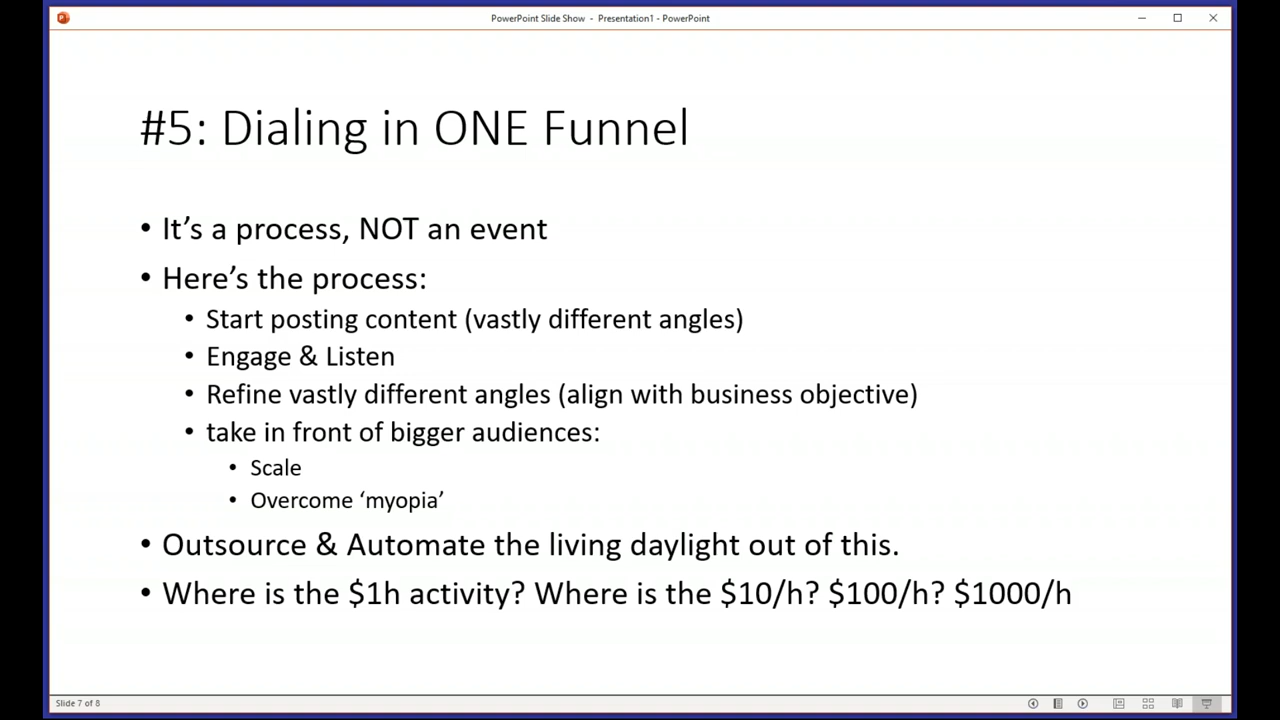 PowerPoint Slide Show - Presentation1 - PowerPoint
#5: Dialing in ONE Funnel
• It’s a process, NOT an event
• Here’s the process:
• Start posting content (vastly different angles)
• Engage & Listen
• Refine vastly different angles (align with business objective)
• take in front of bigger audiences:
• Scale
• Overcome ‘myopia’
• Outsource & Automate the living daylight out of this.
• Where is the $1h activity? Where is the $10/h? $100/h? $1000/h
Slide 7 of 8